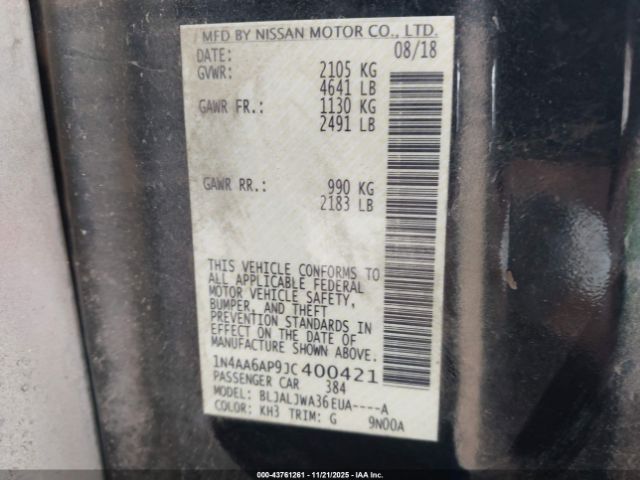 MFD BY NISSAN MOTOR CO., LTD.
DATE: 08/18
GVWR: 2105 KG
4641 LB
GAWR FR.: 1130 KG
2491 LB
GAWR RR.: 990 KG
2183 LB
THIS VEHICLE CONFORMS TO
ALL APPLICABLE FEDERAL
MOTOR VEHICLE SAFETY,
BUMPER, AND THEFT
PREVENTION STANDARDS IN
EFFECT ON THE DATE OF
MANUFACTURE SHOWN ABOVE.
1N4AA6AP9JC400421
PASSENGER CAR 384
MODEL: BLJALJWA36EUA----A
COLOR: KH3 TRIM: G 9N00A
000-43761261 - 11/21/2025 - IAAI.COM